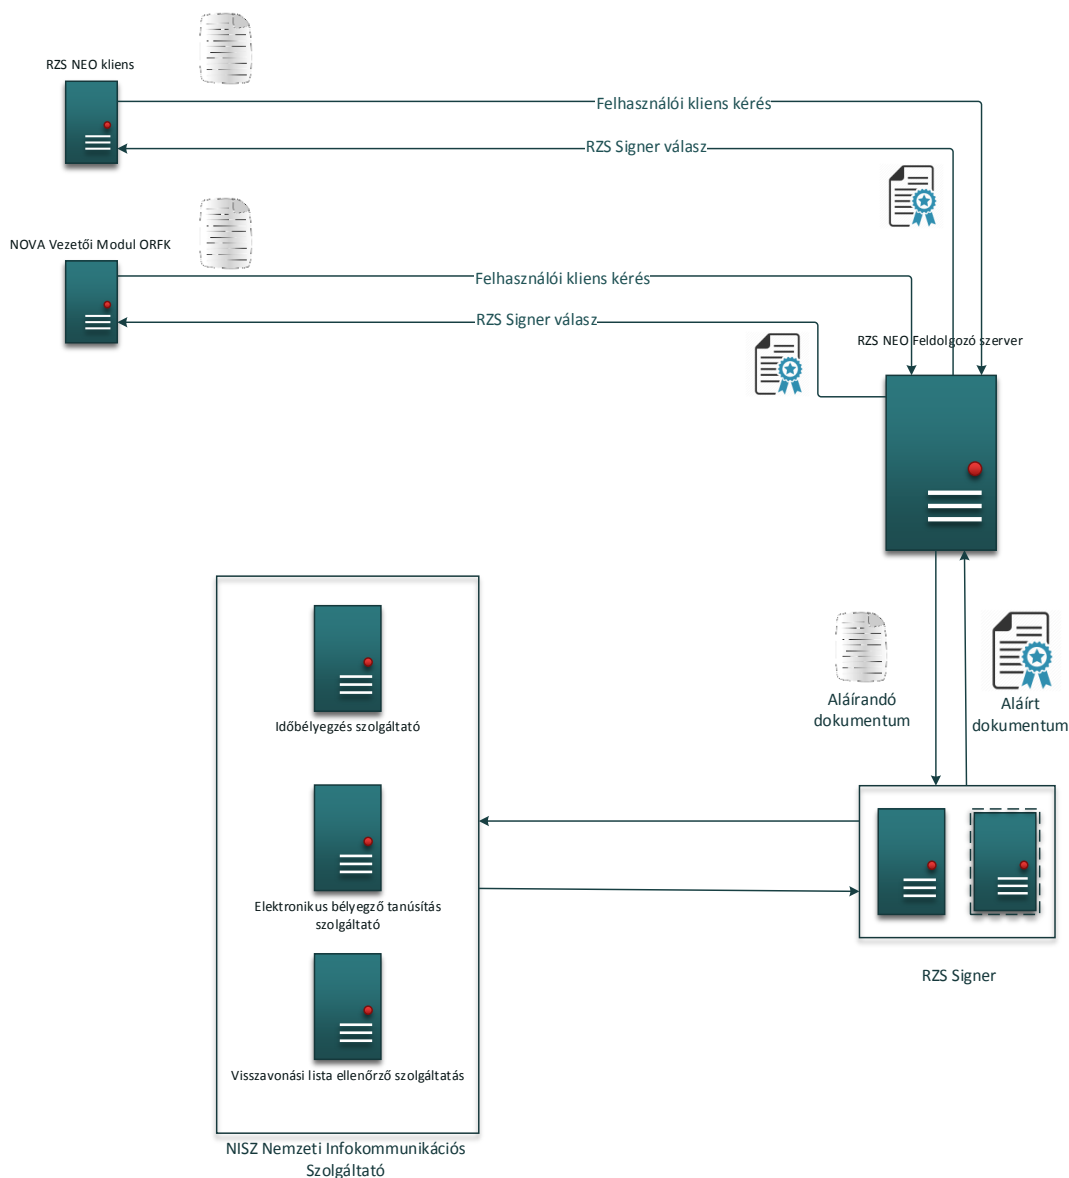 RZS NEO kliens
Felhasználói kliens kérés
RZS Signer válasz
NOVA Vezetői Modul ORFK
Felhasználói kliens kérés
RZS Signer válasz
RZS NEO Feldolgozó szerver
Aláírandó
dokumentum
Aláírt
dokumentum
Időbélyegzés szolgáltató
Elektronikus bélyegző tanúsítás
szolgáltató
RZS Signer
Visszavonási lista ellenőrző szolgáltatás
NISZ Nemzeti Infokommunikációs
Szolgáltató